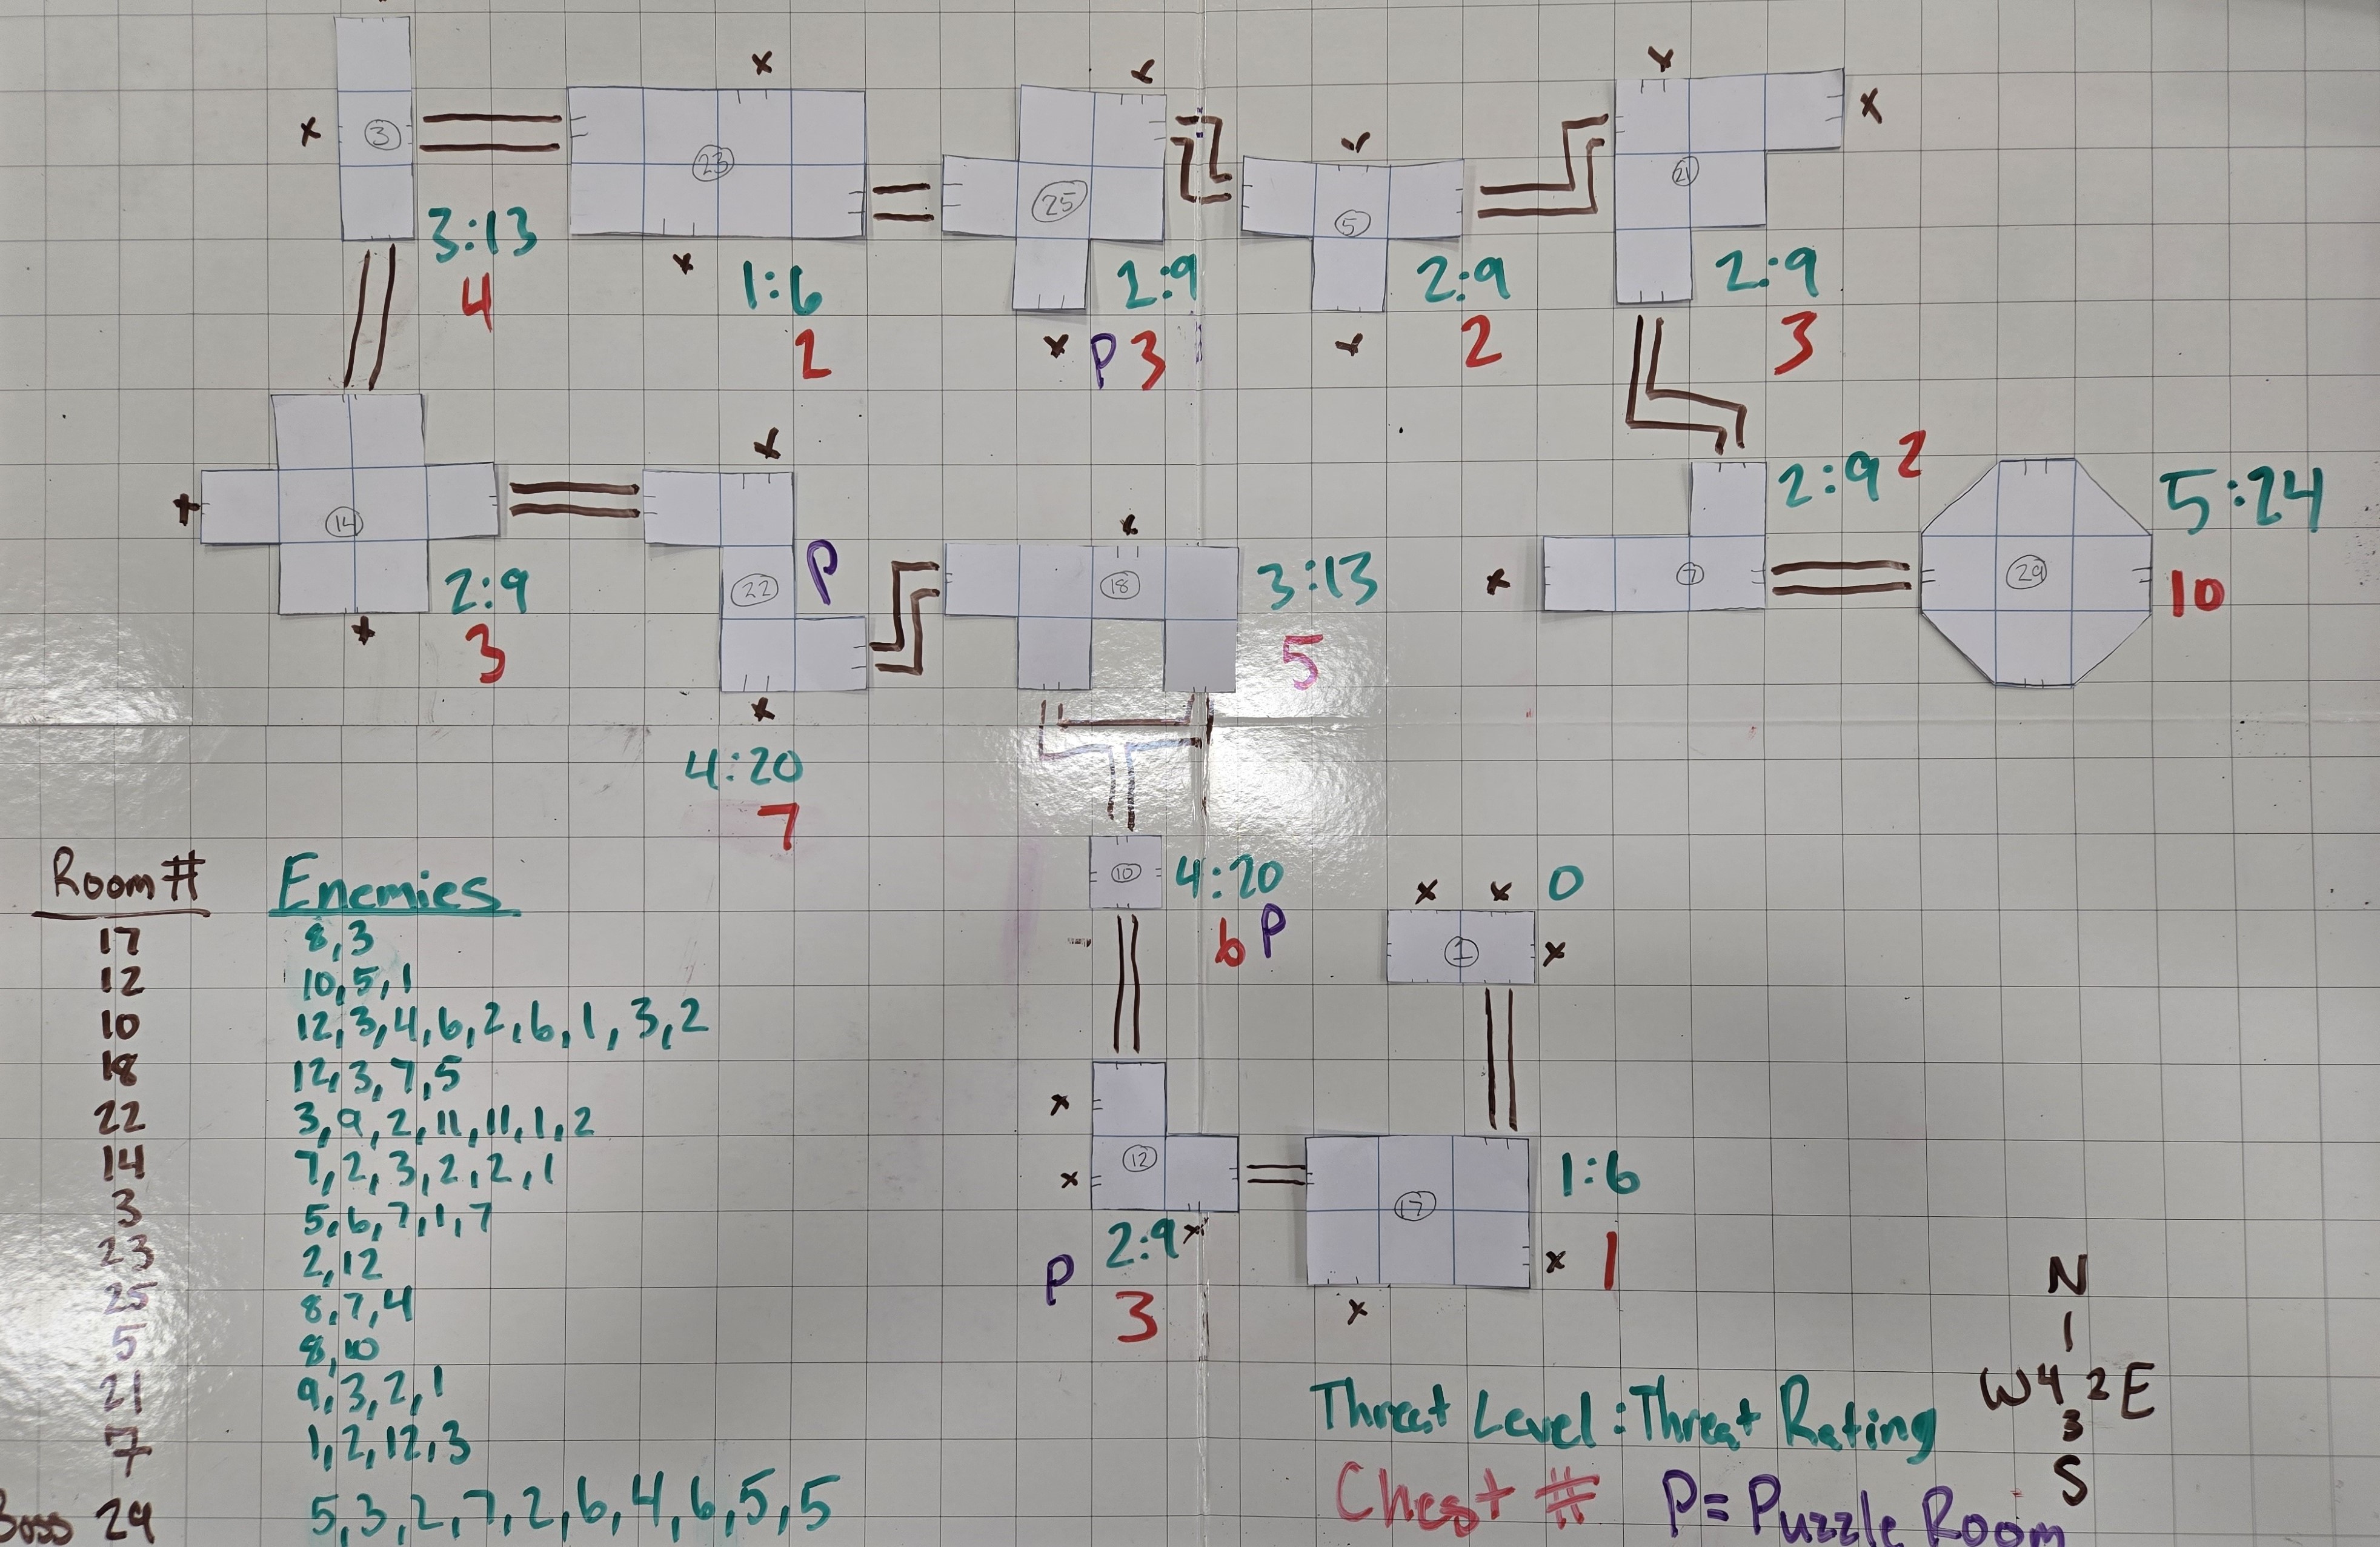 x
x
x
x
3
23
25
5
21
x
x
3:13
4
1:6
2
x
2:9
x P 3
2:9
2
x
2:9
3
x
14
x
22
P
x
18
x
7
2:9 2
29
5:24
10
2:9
3
x
3:13
5
x
4:20
7
10
4:20
6 P
x x 0
1
x
x
12
x
17
1:6
x 1
x
2:9 x
P
3
Room # Enemies
17 8,3
12 10,5,1
10 12,3,4,6,2,6,1,3,2
18 12,3,7,5
22 3,9,2,11,11,1,2
14 7,2,3,2,2,1
3 5,6,7,1,7
23 2,12
25 8,7,4
5 8,10
21 9,3,2,1
7 1,2,12,3
Boss 29 5,3,2,7,2,6,4,6,5,5
N
1
W 4 2 E
3
S
Threat Level : Threat Rating
Chest # P = Puzzle Room